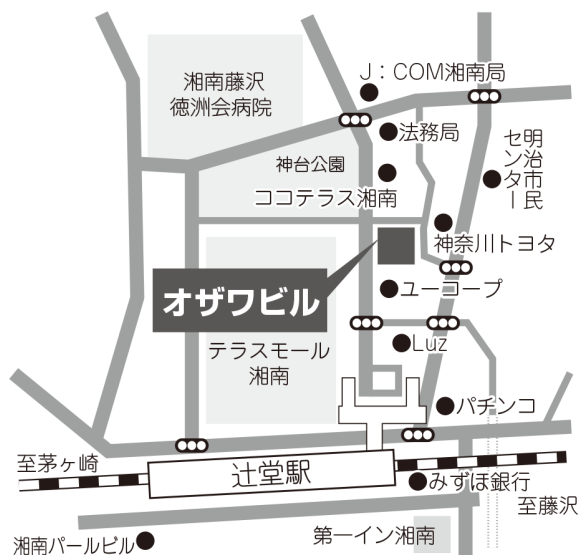 J：COM湘南局
湘南藤沢
徳洲会病院
法務局
明治市民
センター
神台公園
ココテラス湘南
神奈川トヨタ
オザワビル
ユーコープ
テラスモール
湘南
Luz
パチンコ
至茅ヶ崎
辻堂駅
みずほ銀行
至藤沢
湘南パールビル
第一イン湘南